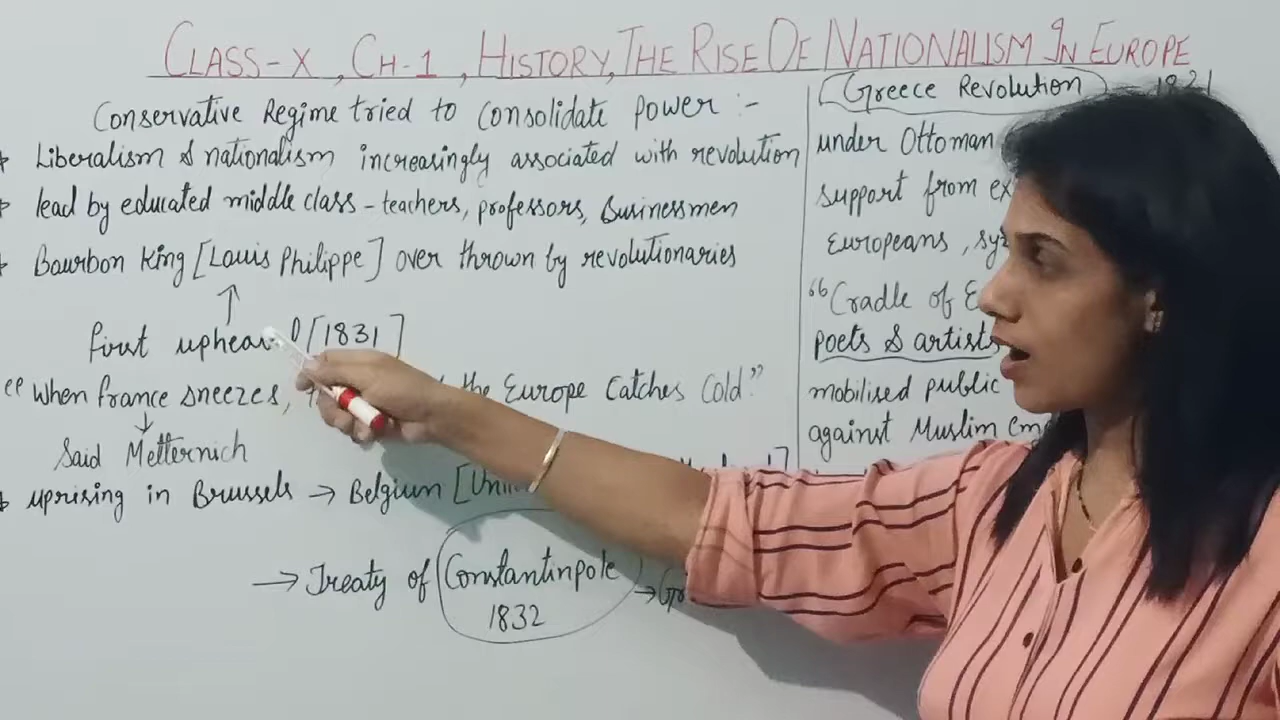 CLASS-X, CH-1, HISTORY, THE RISE OF NATIONALISM IN EUROPE
Conservative Regime tried to consolidate power :-
* Liberalism & nationalism increasingly associated with revolution
* lead by educated middle class - teachers, professors, Businessmen
* Bourbon King [Louis Philippe] over thrown by revolutionaries
↑
first [1831]
"When france sneezes, the Europe Catches Cold"
↓
Said Metternich
* uprising in Brussels → Belgium
→ Treaty of Constantinpole →
1832
Greece Revolution - 1821
under Ottoman
support from
Europeans,
"Cradle of
poets & artists
mobilised public
against Muslim